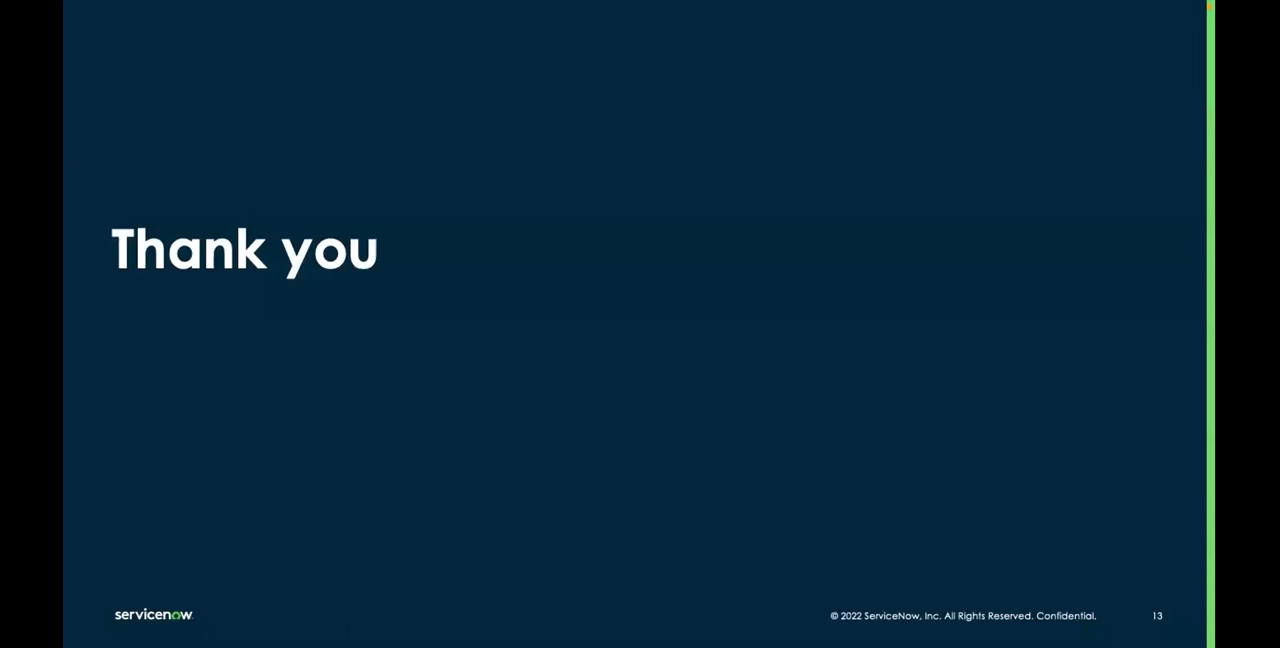 Thank you
servicenow
© 2022 ServiceNow, Inc. All Rights Reserved. Confidential.
13